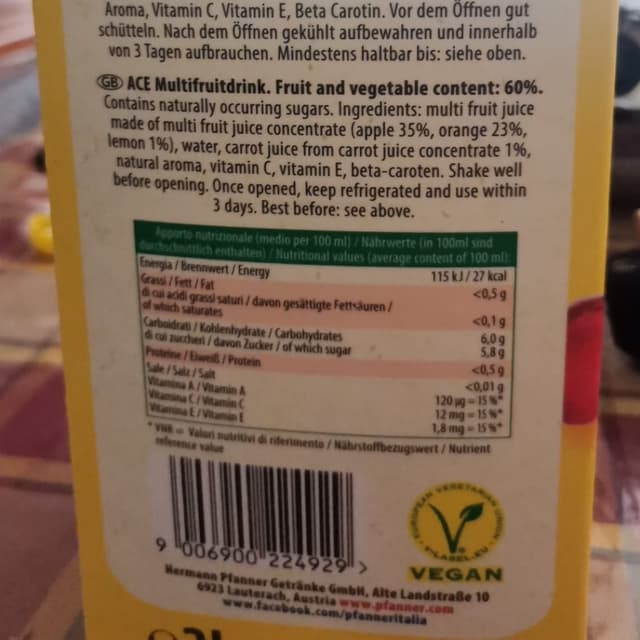 Aroma, Vitamin C, Vitamin E, Beta Carotin. Vor dem Öffnen gut
schütteln. Nach dem Öffnen gekühlt aufbewahren und innerhalb
von 3 Tagen aufbrauchen. Mindestens haltbar bis: siehe oben.
GB ACE Multifruitdrink. Fruit and vegetable content: 60%.
Contains naturally occurring sugars. Ingredients: multi fruit juice
made of multi fruit juice concentrate (apple 35%, orange 23%,
lemon 1%), water, carrot juice from carrot juice concentrate 1%,
natural aroma, vitamin C, vitamin E, beta-caroten. Shake well
before opening. Once opened, keep refrigerated and use within
3 days. Best before: see above.
Apporto nutrizionale (medio per 100 ml) / Nährwerte (in 100ml sind
durchschnittlich enthalten) / Nutritional values (average content of 100 ml):
Energia / Brennwert / Energy 115 kJ / 27 kcal
Grassi / Fett / Fat <0,5 g
di cui acidi grassi saturi / davon gesättigte Fettsäuren /
of which saturates <0,1 g
Carboidrati / Kohlenhydrate / Carbohydrates 6,0 g
di cui zuccheri / davon Zucker / of which sugar 5,8 g
Proteine / Eiweiß / Protein <0,5 g
Sale / Salz / Salt <0,01 g
Vitamina A / Vitamin A 120 µg = 15 %*
Vitamina C / Vitamin C 12 mg = 15 %*
Vitamina E / Vitamin E 1,8 mg = 15 %*
* VNR = Valori nutritivi di riferimento / Nährstoffbezugswert / Nutrient
reference value
9 006900 224929 >
EUROPEAN VEGETARIAN UNION
V-LABEL.EU
VEGAN
Hermann Pfanner Getränke GmbH, Alte Landstraße 10
6923 Lauterach, Austria www.pfanner.com
www.facebook.com/pfanneritalia